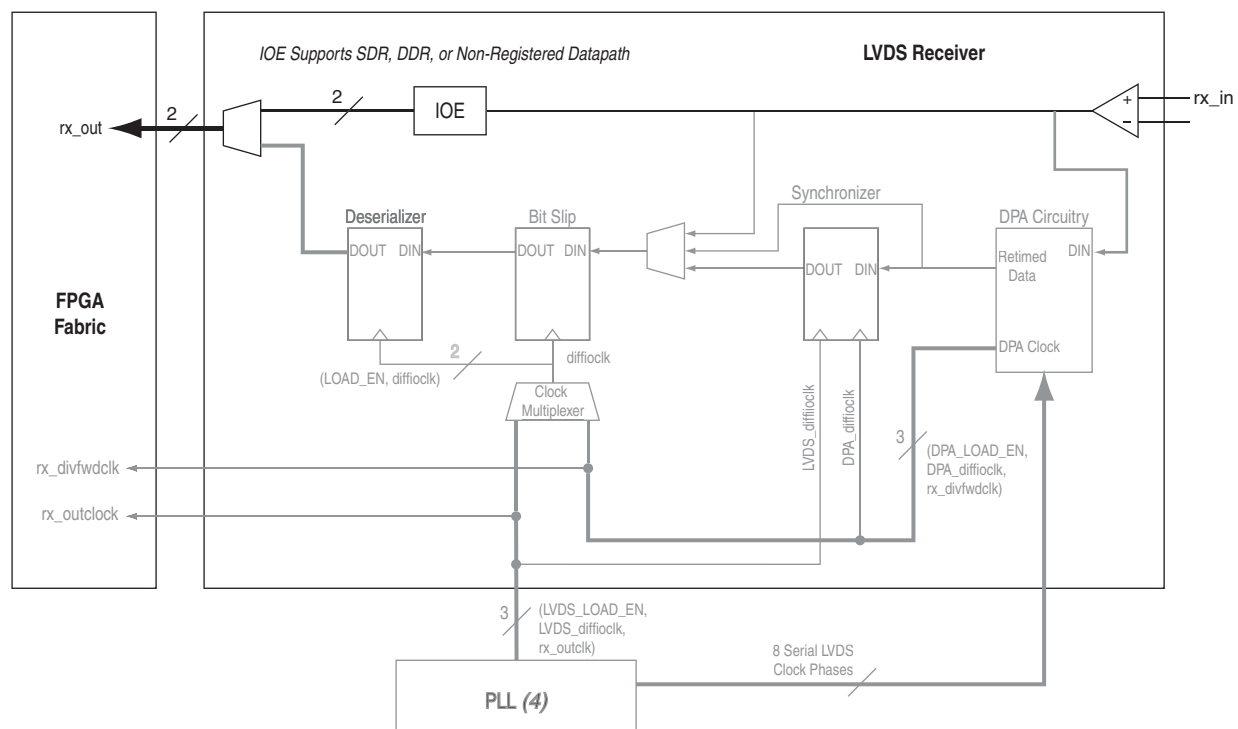 IOE Supports SDR, DDR, or Non-Registered Datapath
LVDS Receiver
2
2
IOE
+
–
rx_in
rx_out
Synchronizer
Deserializer
Bit Slip
DPA Circuitry
DOUT DIN
DOUT DIN
DOUT DIN
Retimed
Data
DIN
FPGA
Fabric
2
diffioclk
DPA Clock
(LOAD_EN, diffioclk)
Clock
Multiplexer
LVDS_diffiioclk
DPA_diffioclk
3
(DPA_LOAD_EN,
DPA_diffioclk,
rx_divfwdclk)
rx_divfwdclk
rx_outclock
3
(LVDS_LOAD_EN,
LVDS_diffioclk,
rx_outclk)
8 Serial LVDS
Clock Phases
PLL (4)